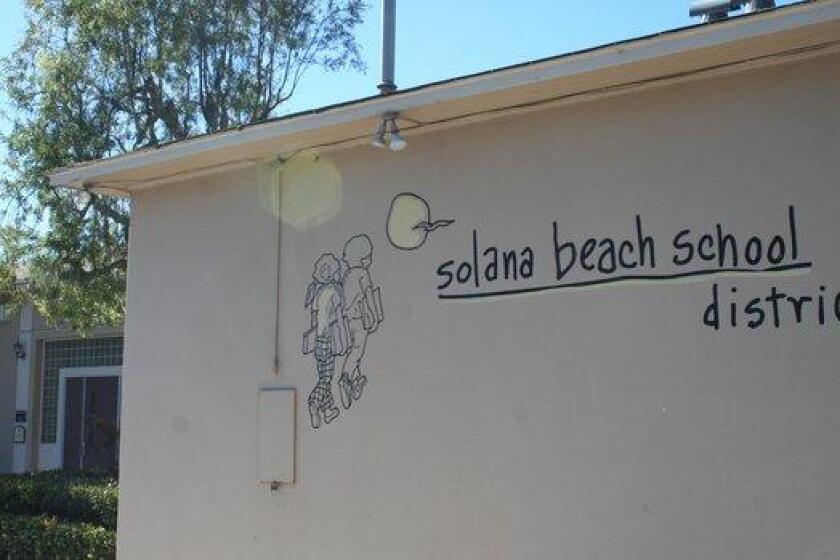 solana beach school
distric